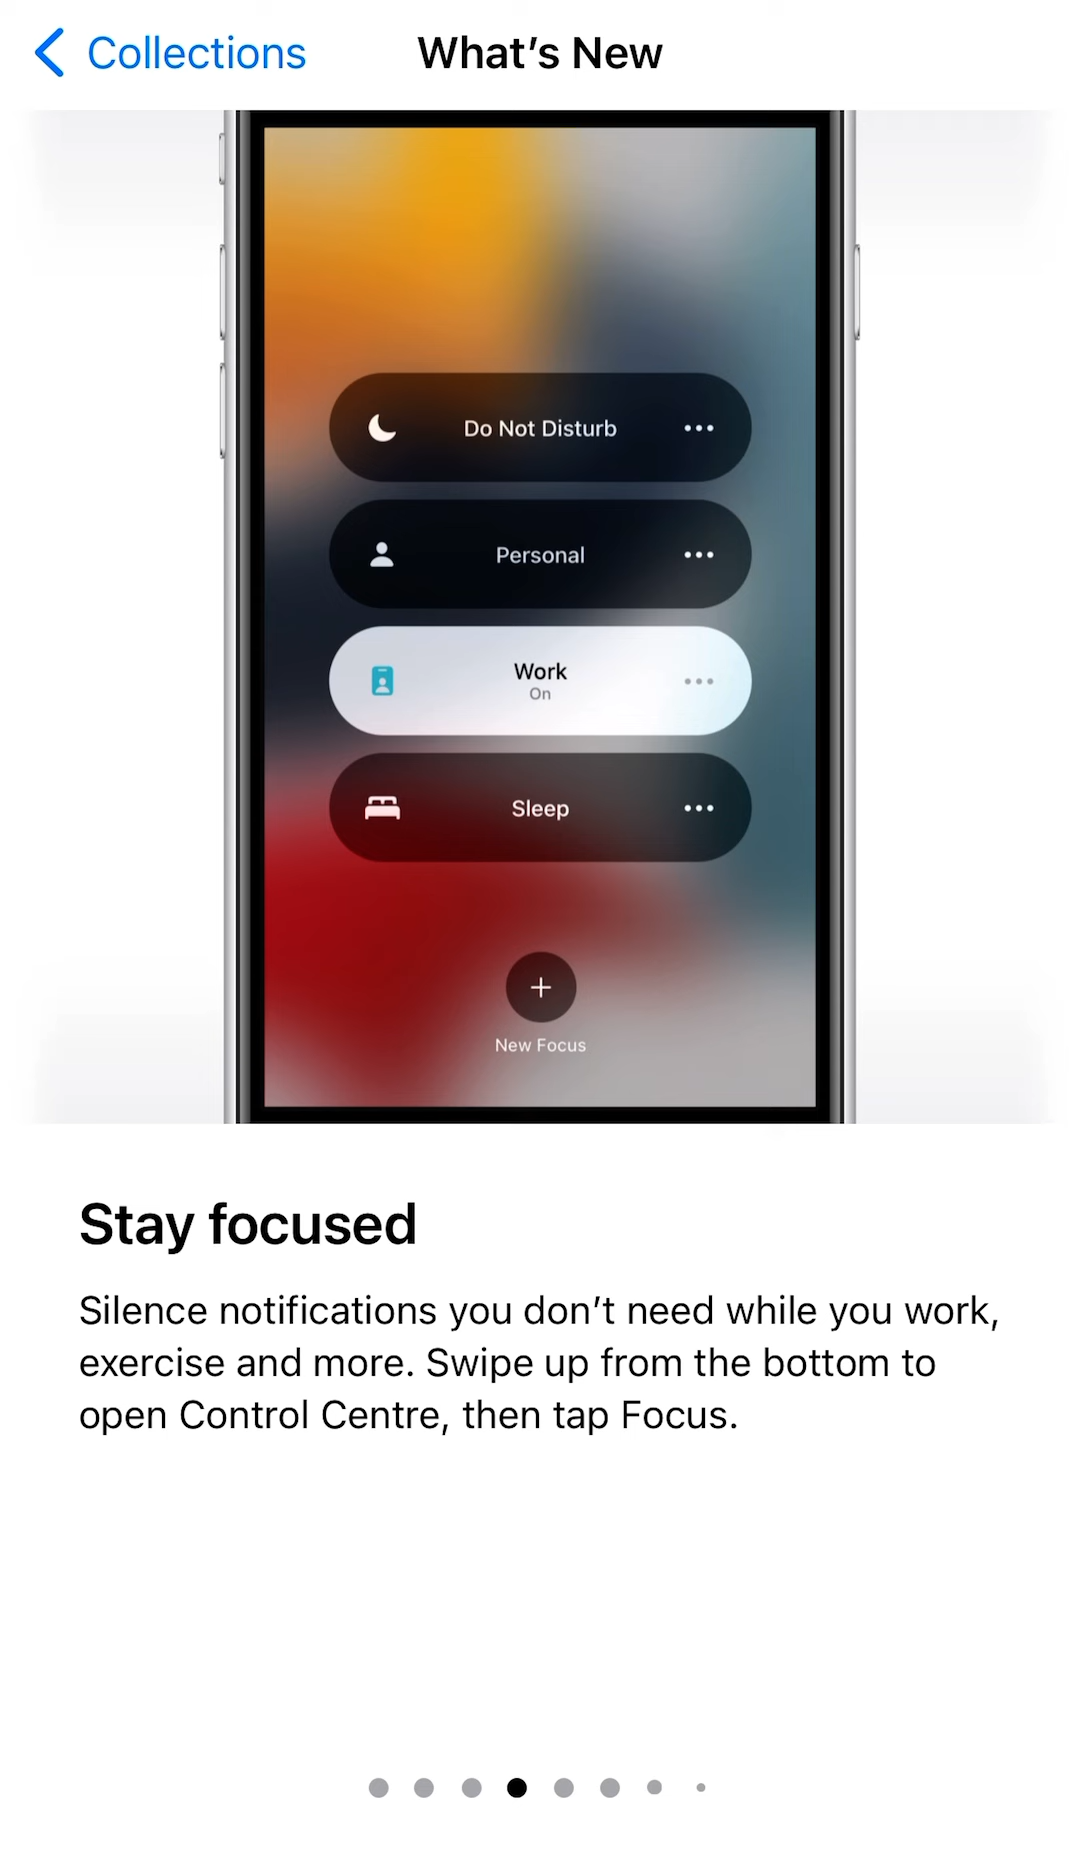 Collections
What’s New
Do Not Disturb
Personal
Work
On
Sleep
New Focus
Stay focused
Silence notifications you don’t need while you work,
exercise and more. Swipe up from the bottom to
open Control Centre, then tap Focus.